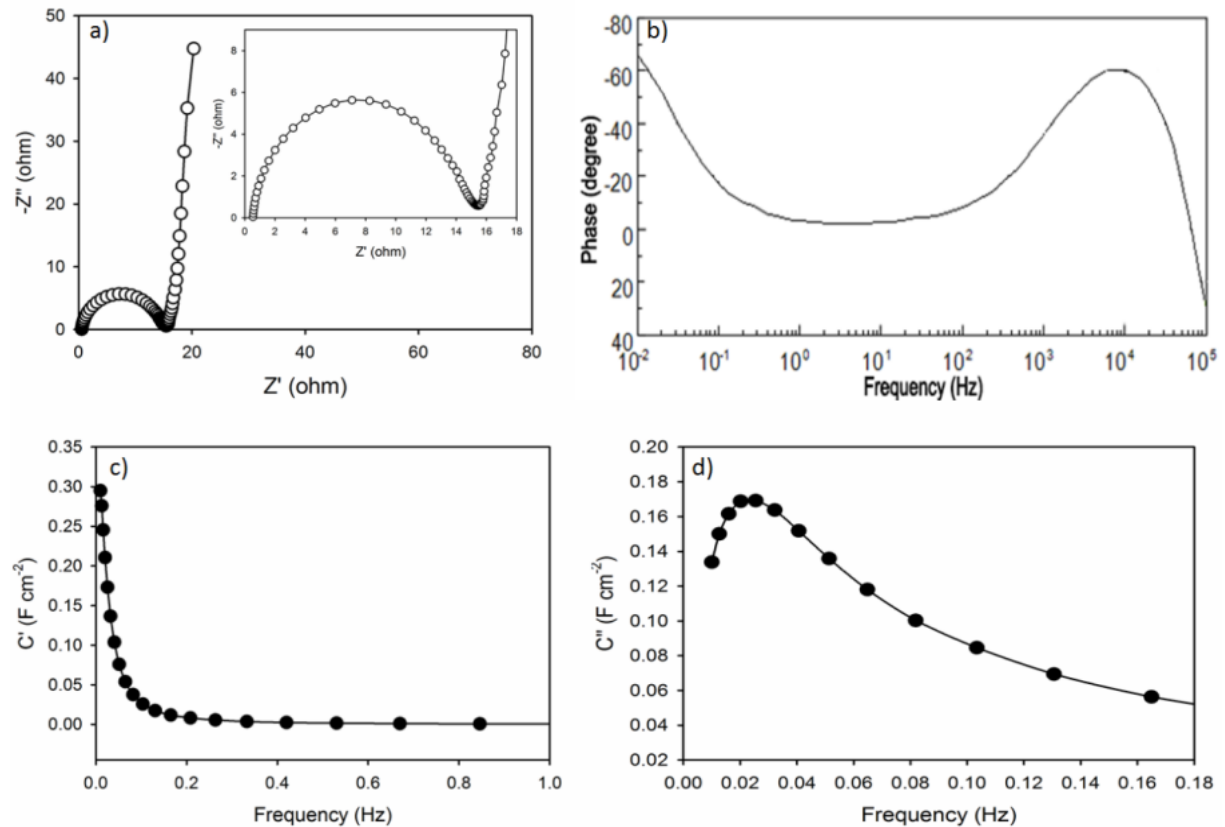 a)
50
40
30
20
10
0
-Z'' (ohm)
0 20 40 60 80
Z' (ohm)
8
6
4
2
0
-Z'' (ohm)
0 2 4 6 8 10 12 14 16 18
Z' (ohm)
b)
-80
-60
-40
-20
0
20
40
Phase (degree)
10⁻² 10⁻¹ 10⁰ 10¹ 10² 10³ 10⁴ 10⁵
Frequency (Hz)
c)
0.35
0.30
0.25
0.20
0.15
0.10
0.05
0.00
C' (F cm⁻²)
0.0 0.2 0.4 0.6 0.8 1.0
Frequency (Hz)
d)
0.20
0.18
0.16
0.14
0.12
0.10
0.08
0.06
0.04
0.02
C'' (F cm⁻²)
0.00 0.02 0.04 0.06 0.08 0.10 0.12 0.14 0.16 0.18
Frequency (Hz)